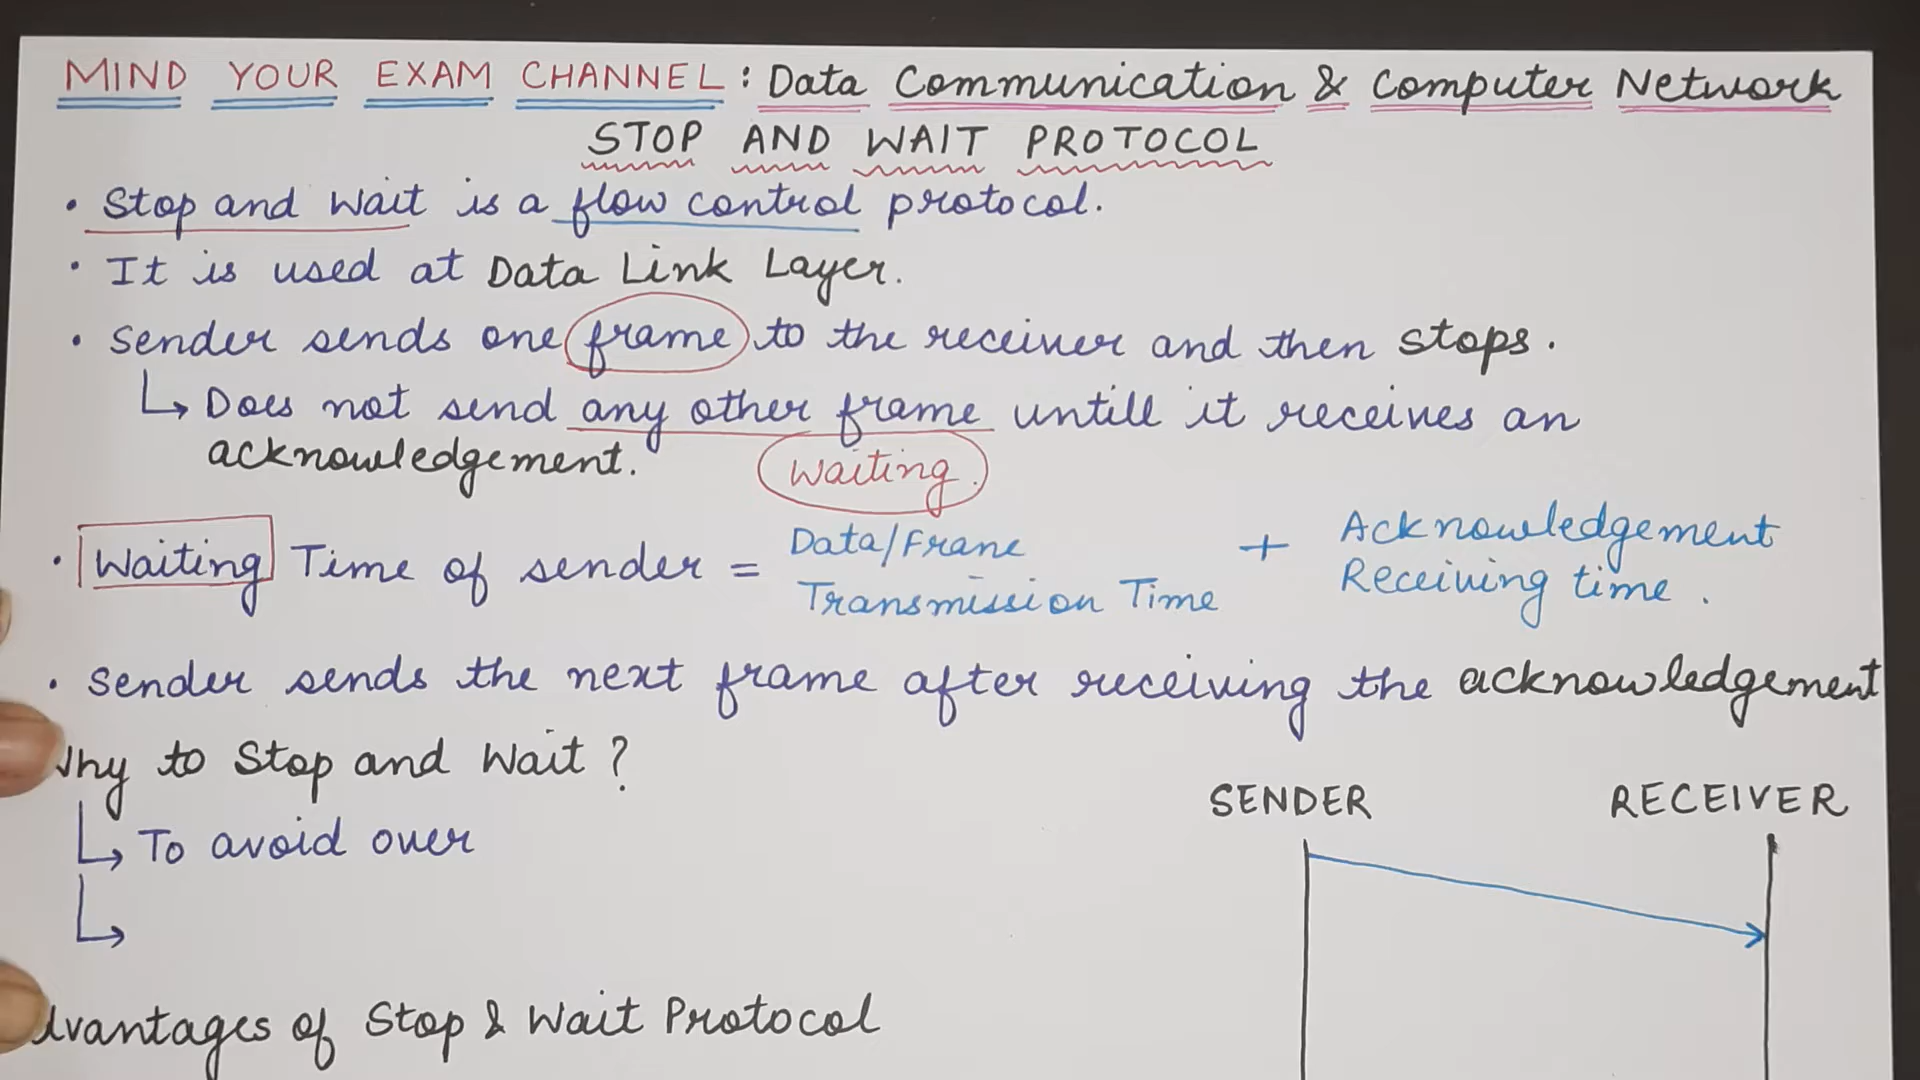 MIND YOUR EXAM CHANNEL : Data Communication & Computer Network
STOP AND WAIT PROTOCOL
• Stop and Wait is a flow control protocol.
• It is used at Data Link Layer.
• Sender sends one frame to the receiver and then stops.
↳ Does not send any other frame untill it receives an
acknowledgement. Waiting.
• Waiting Time of sender = Data/Frane Transmission Time + Acknowledgement Receiving time.
• Sender sends the next frame after receiving the acknowledgement
Why to Stop and Wait ?
↳ To avoid over
↳
SENDER RECEIVER
dvantages of Stop & Wait Protocol